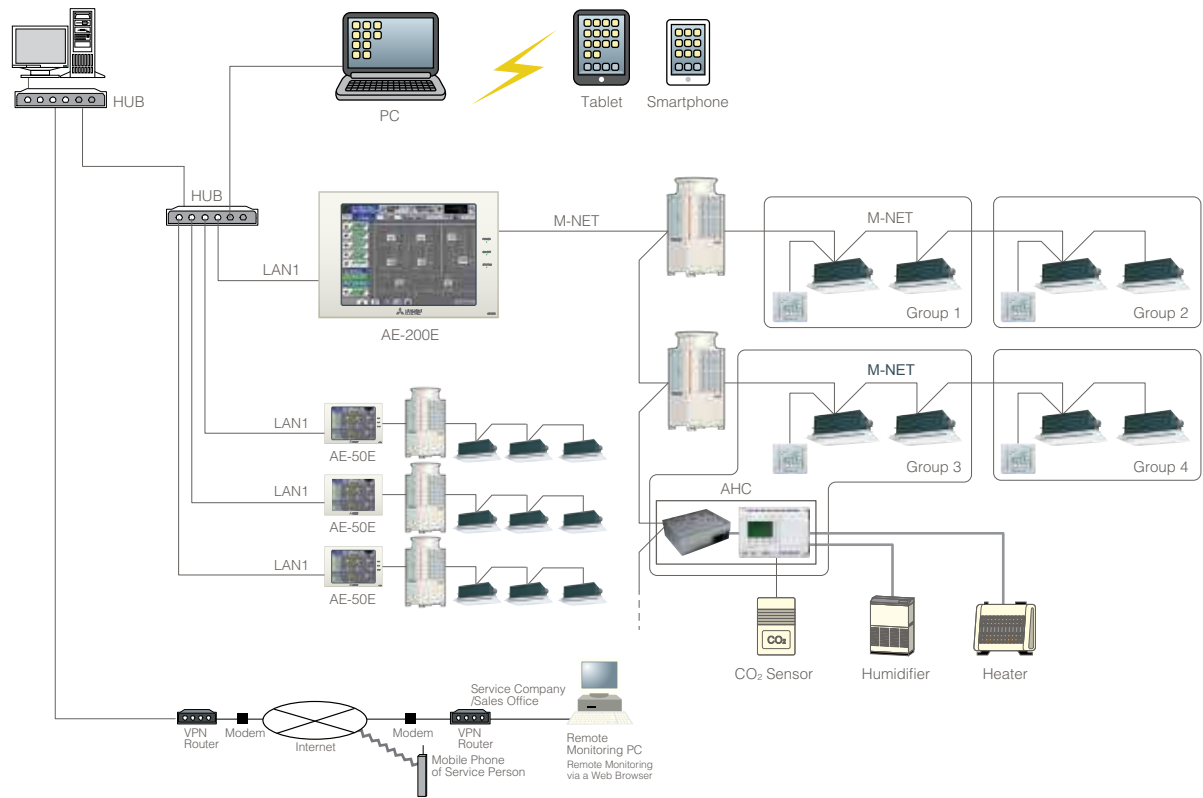 HUB
PC
Tablet
Smartphone
HUB
M-NET
M-NET
LAN1
Group 1
Group 2
AE-200E
M-NET
LAN1
AE-50E
Group 3
Group 4
AHC
LAN1
AE-50E
LAN1
AE-50E
CO₂
CO₂ Sensor
Humidifier
Heater
Service Company
/Sales Office
VPN
Router
Modem
Internet
Modem
VPN
Router
Mobile Phone
of Service Person
Remote
Monitoring PC
Remote Monitoring
via a Web Browser